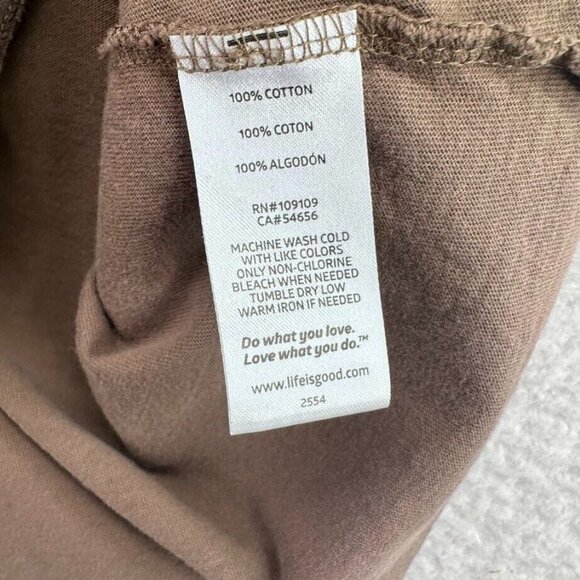 100% COTTON
100% COTON
100% ALGODÓN
RN#109109
CA#54656
MACHINE WASH COLD
WITH LIKE COLORS
ONLY NON-CHLORINE
BLEACH WHEN NEEDED
TUMBLE DRY LOW
WARM IRON IF NEEDED
Do what you love.
Love what you do.™
www.lifeisgood.com
2554